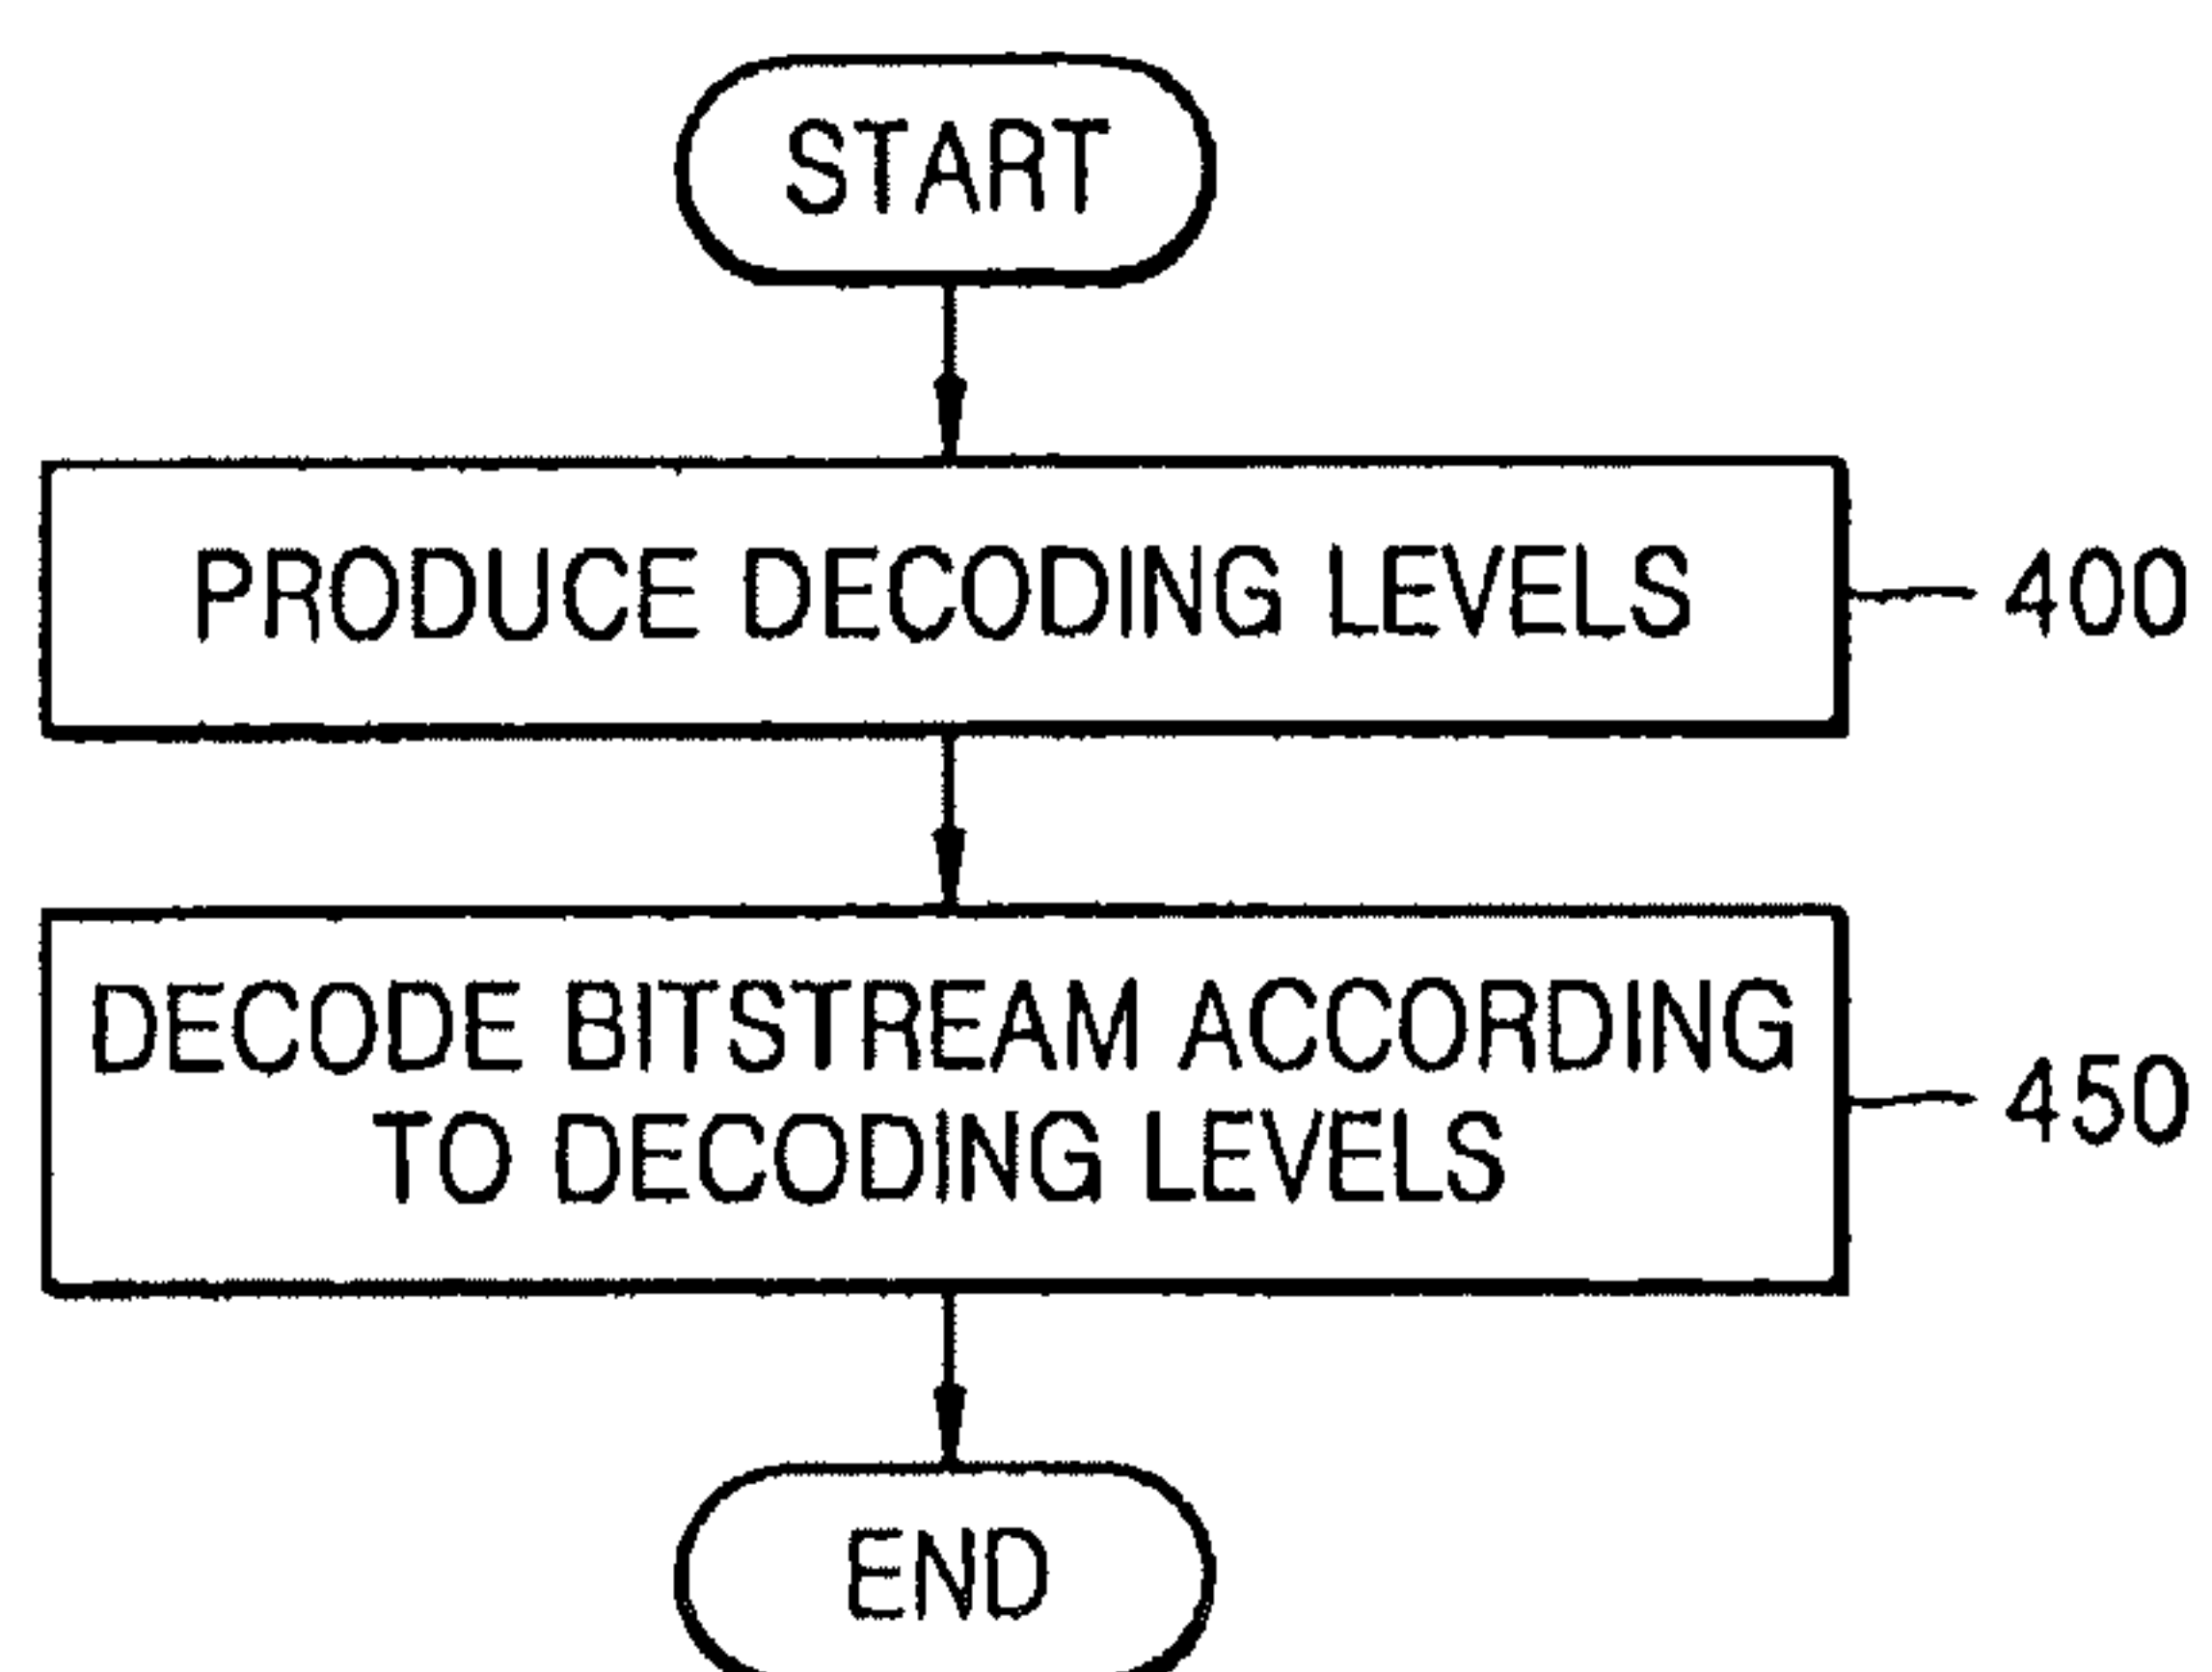 START
PRODUCE DECODING LEVELS
400
DECODE BITSTREAM ACCORDING
TO DECODING LEVELS
450
END